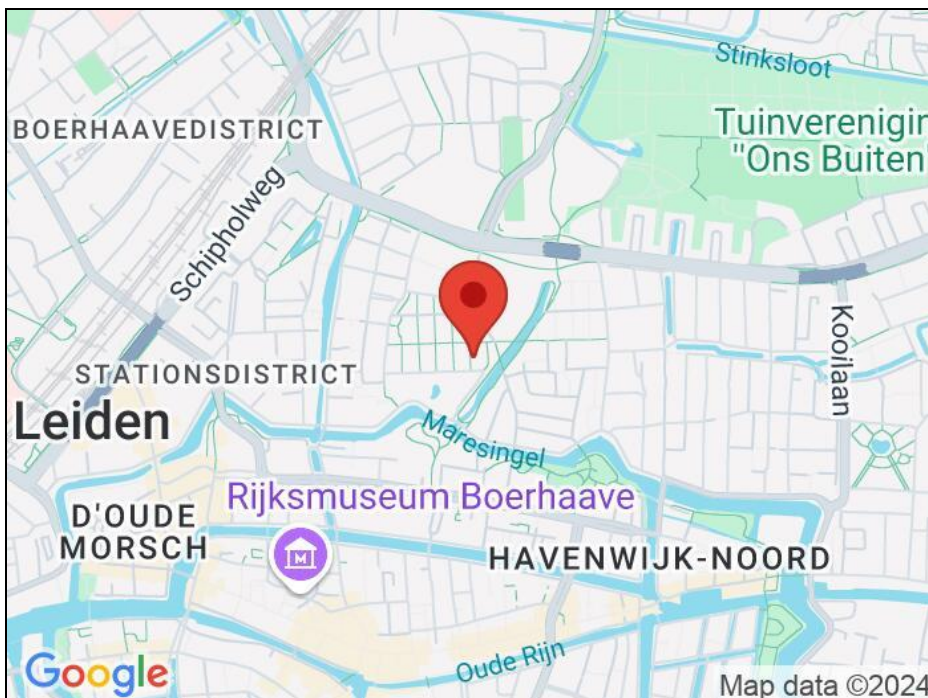 Stinksloot
Tuinverenigin
"Ons Buiten"
BOERHAAVEDISTRICT
Schipholweg
Kooilaan
STATIONSDISTRICT
Leiden
Maresingel
Rijksmuseum Boerhaave
D'OUDE
MORSCH
M
HAVENWIJK-NOORD
Oude Rijn
Google
Map data ©2024